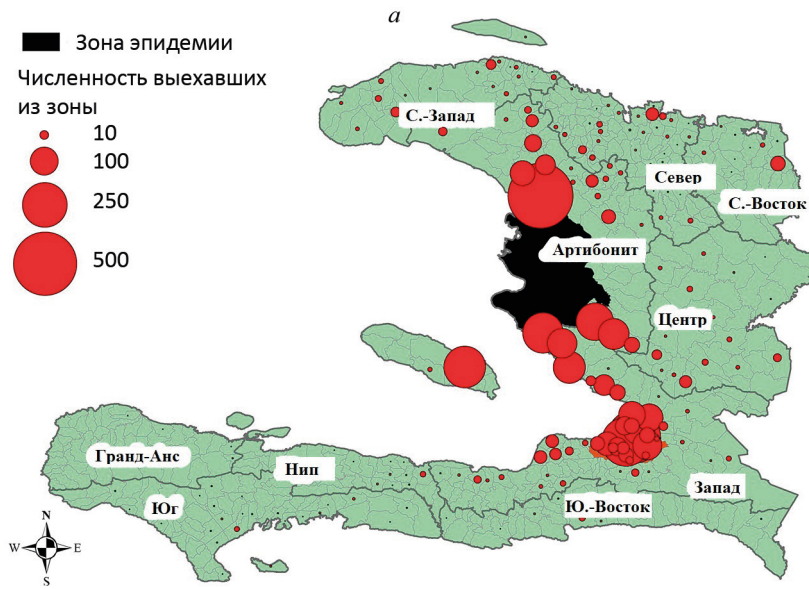 а
Зона эпидемии
Численность выехавших
из зоны
10
100
250
500
С.-Запад
Север
С.-Восток
Артибонит
Центр
Гранд-Анс
Нип
Юг
Запад
Ю.-Восток
N
W
E
S